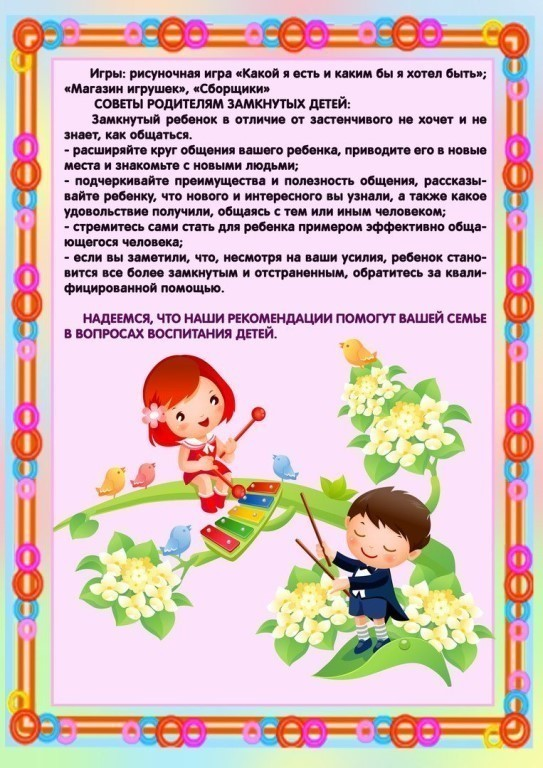 Игры: рисуночная игра «Какой я есть и каким бы я хотел быть»;
«Магазин игрушек», «Сборщики»
СОВЕТЫ РОДИТЕЛЯМ ЗАМКНУТЫХ ДЕТЕЙ:
Замкнутый ребенок в отличие от застенчивого не хочет и не
знает, как общаться.
- расширяйте круг общения вашего ребенка, приводите его в новые
места и знакомьте с новыми людьми;
- подчеркивайте преимущества и полезность общения, рассказы-
вайте ребенку, что нового и интересного вы узнали, а также какое
удовольствие получили, общаясь с тем или иным человеком;
- стремитесь сами стать для ребенка примером эффективно обща-
ющегося человека;
- если вы заметили, что, несмотря на ваши усилия, ребенок стано-
вится все более замкнутым и отстраненным, обратитесь за квали-
фицированной помощью.
НАДЕЕМСЯ, ЧТО НАШИ РЕКОМЕНДАЦИИ ПОМОГУТ ВАШЕЙ СЕМЬЕ
В ВОПРОСАХ ВОСПИТАНИЯ ДЕТЕЙ.